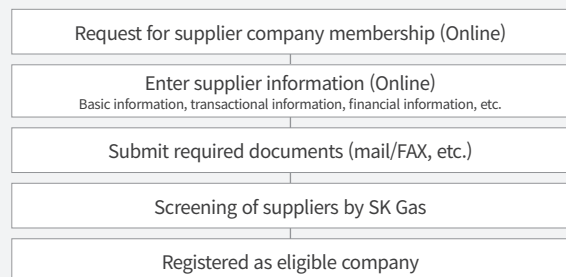 Request for supplier company membership (Online)
Enter supplier information (Online)
Basic information, transactional information, financial information, etc.
Submit required documents (mail/FAX, etc.)
Screening of suppliers by SK Gas
Registered as eligible company